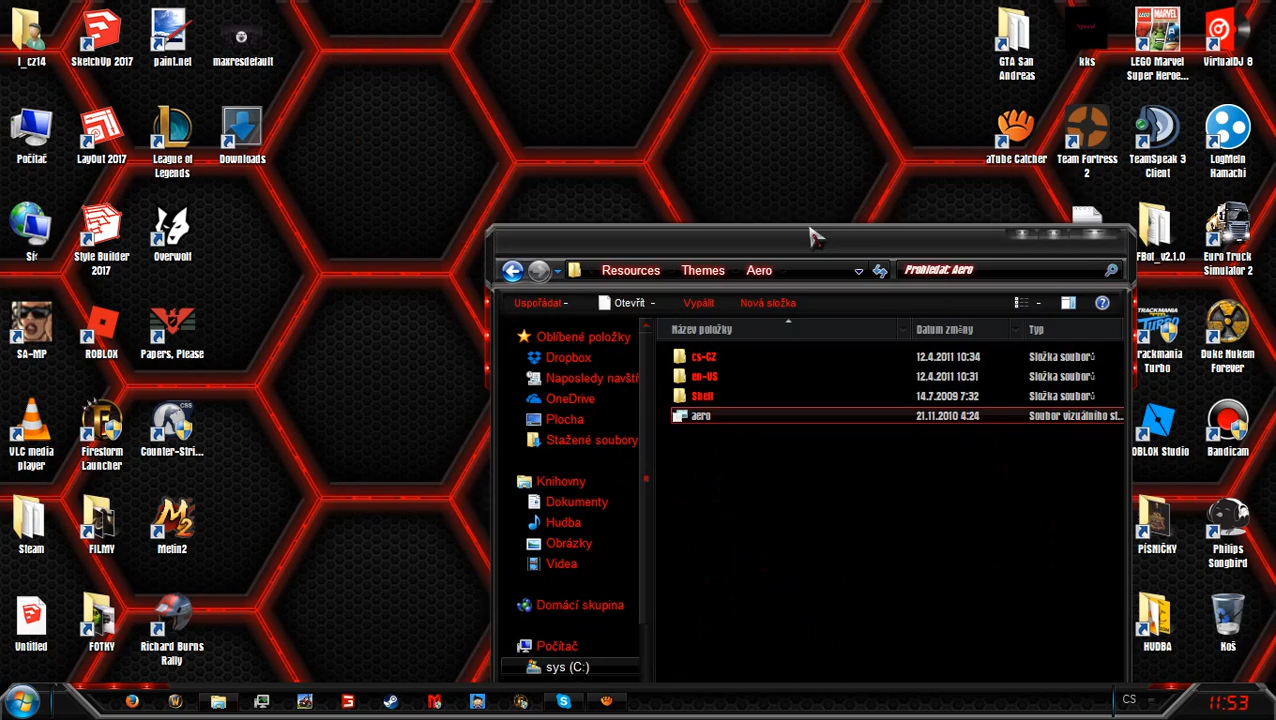 l_cz14
SketchUp 2017
paint.net
maxresdefault
GTA San
Andreas
kks
LEGO Marvel
Super Heroe...
VirtualDJ 8
Počítač
LayOut 2017
League of
Legends
Downloads
aTube Catcher
Team Fortress
2
TeamSpeak 3
Client
LogMeIn
Hamachi
Style Builder
2017
Overwolf
FBot_v2.1.0
Euro Truck
Simulator 2
Resources
Themes
Aero
Prohledat: Aero
Uspořádat
Otevřít
Vypálit
Nová složka
Název položky
Datum změny
Typ
Oblíbené položky
Dropbox
Naposledy navští
OneDrive
Plocha
Stažené soubory
Knihovny
Dokumenty
Hudba
Obrázky
Videa
Domácí skupina
Počítač
sys (C:)
cs-CZ 12.4.2011 10:34 Složka souborů
en-US 12.4.2011 10:31 Složka souborů
Shell 14.7.2009 7:32 Složka souborů
aero 21.11.2010 4:24 Soubor vizuálního st...
SA-MP
ROBLOX
Papers, Please
TRACKMANIA
TURBO
rackmania
Turbo
Duke Nukem
Forever
VLC media
player
Firestorm
Launcher
CSS
Counter-Stri...
OBLOX Studio
Bandicam
Steam
FILMY
Metin2
PÍSNIČKY
Philips
Songbird
Untitled
FOTKY
Richard Burns
Rally
HUDBA
Koš
CS
11:53